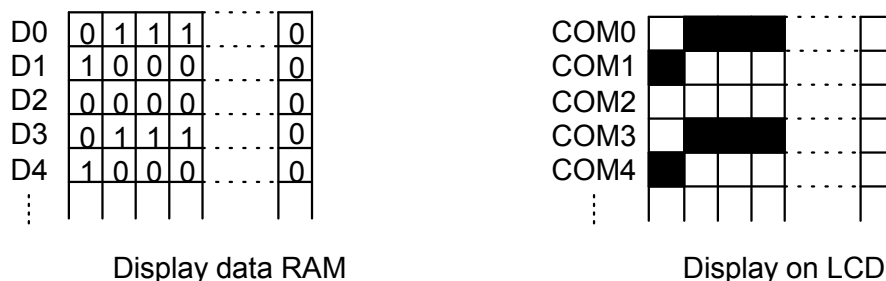 D0 0 1 1 1 0 COM0
D1 1 0 0 0 0 COM1
D2 0 0 0 0 0 COM2
D3 0 1 1 1 0 COM3
D4 1 0 0 0 0 COM4
Display data RAM Display on LCD